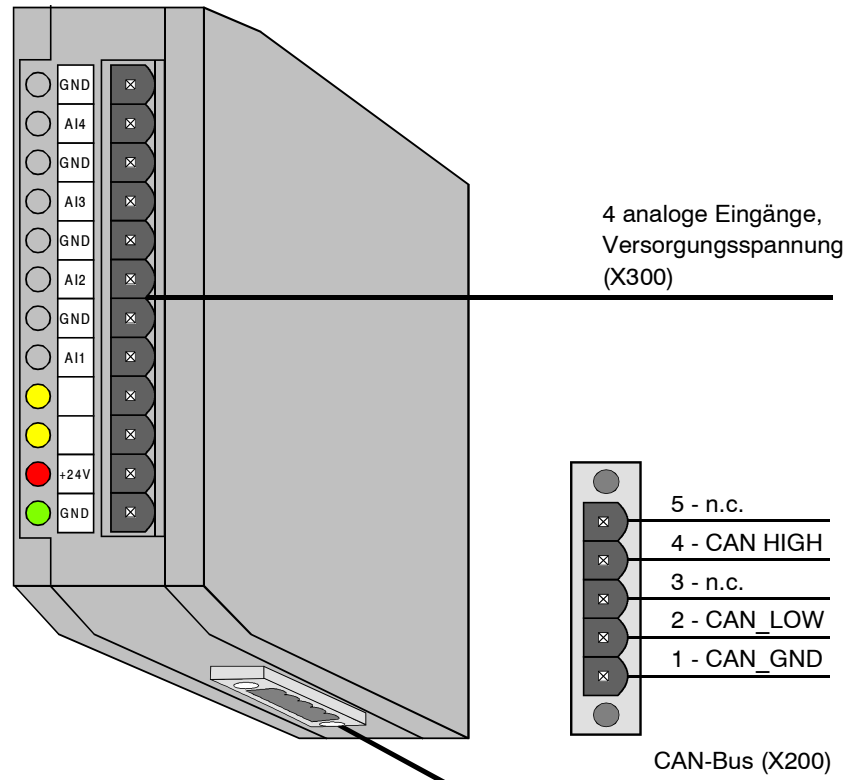 GND
AI4
GND
AI3
GND
AI2
GND
AI1
+24V
GND
4 analoge Eingänge,
Versorgungsspannung
(X300)
5 - n.c.
4 - CAN HIGH
3 - n.c.
2 - CAN_LOW
1 - CAN_GND
CAN-Bus (X200)